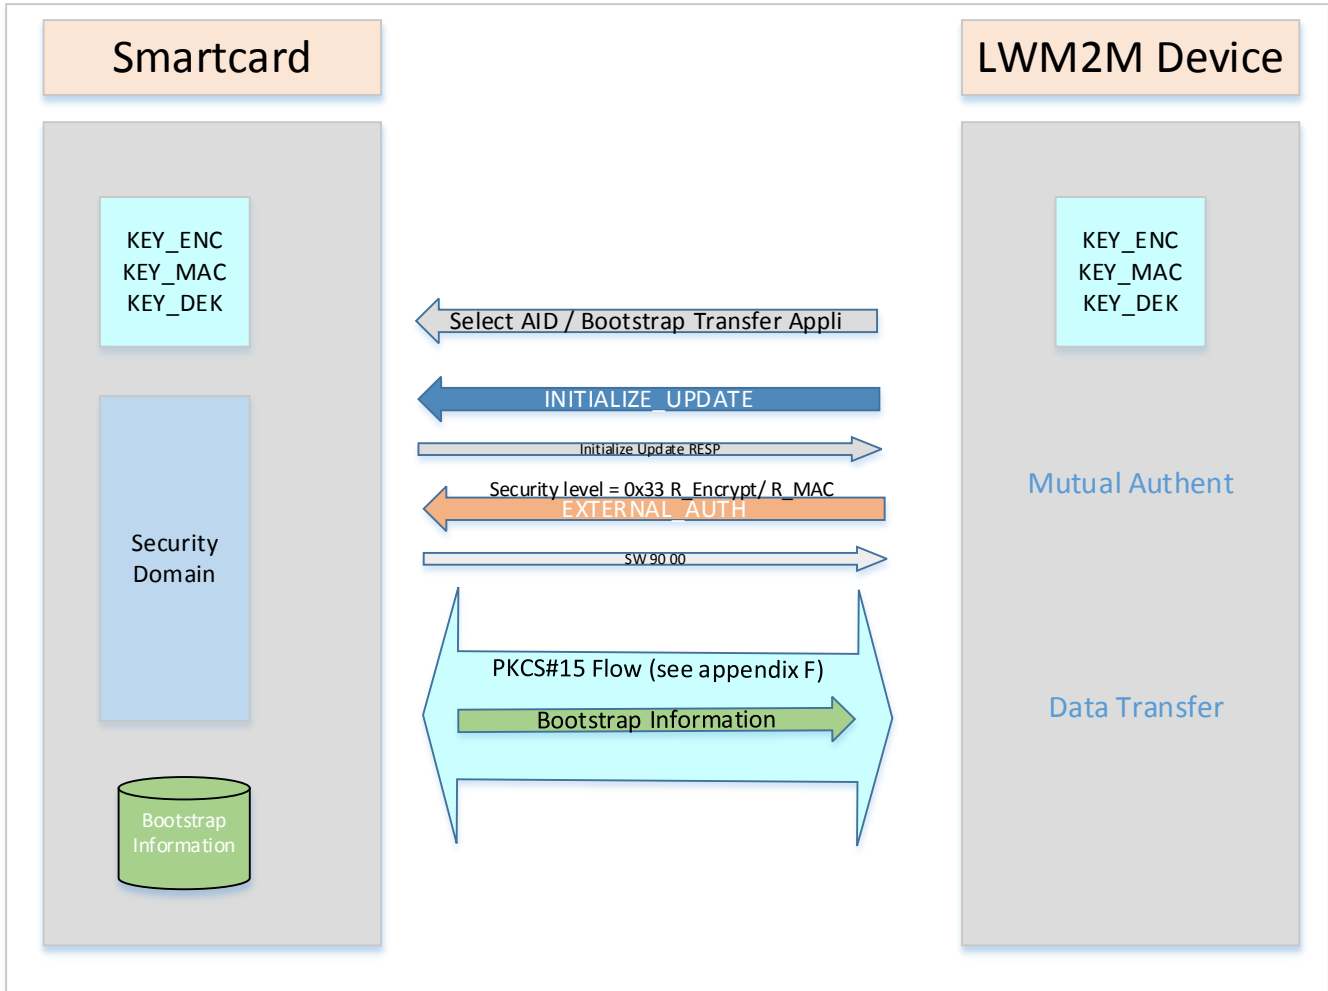 Smartcard
LWM2M Device
KEY_ENC
KEY_MAC
KEY_DEK
KEY_ENC
KEY_MAC
KEY_DEK
Select AID / Bootstrap Transfer Appli
INITIALIZE_UPDATE
Initialize Update RESP
Security level = 0x33 R_Encrypt/ R_MAC
EXTERNAL_AUTH
Mutual Authent
SW 90 00
Security
Domain
PKCS#15 Flow (see appendix F)
Bootstrap Information
Data Transfer
Bootstrap
Information